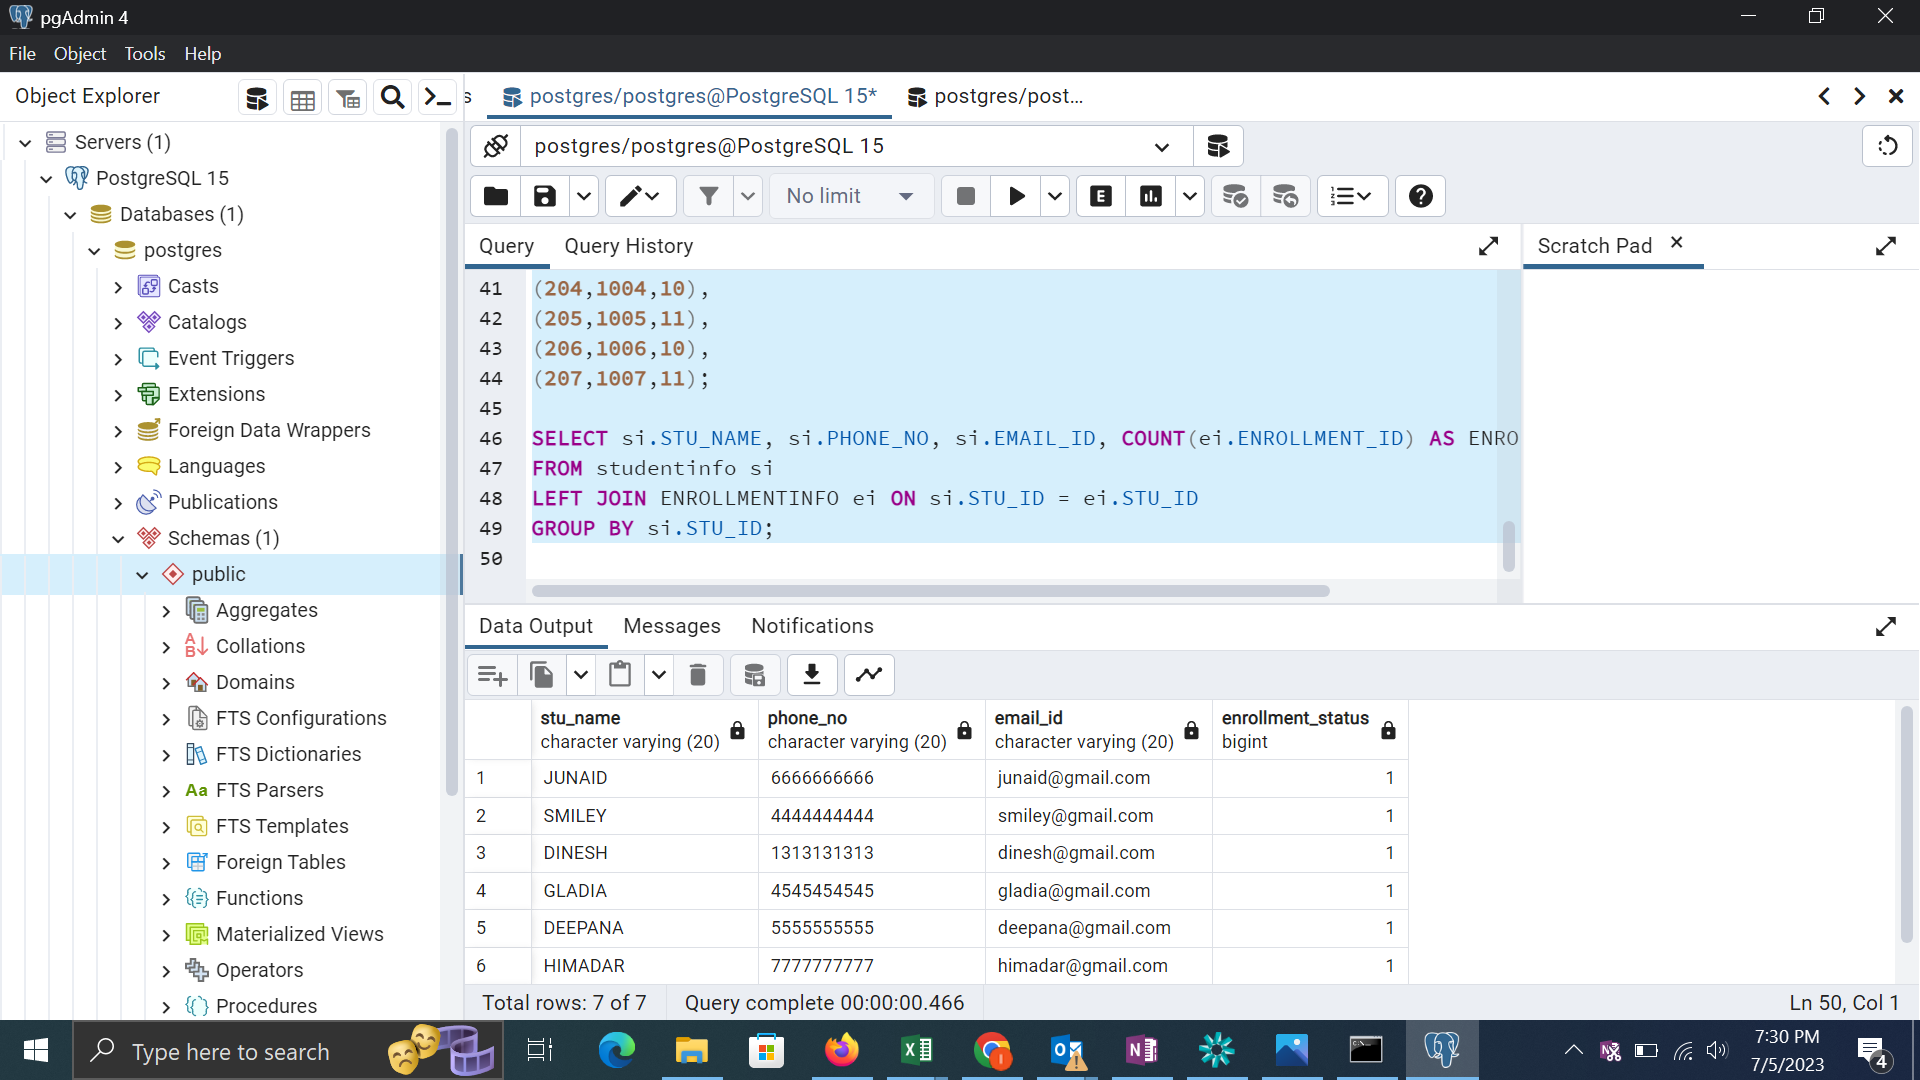 pgAdmin 4
File Object Tools Help
Object Explorer
s
postgres/postgres@PostgreSQL 15*
postgres/post...
Servers (1)
PostgreSQL 15
Databases (1)
postgres
Casts
Catalogs
Event Triggers
Extensions
Foreign Data Wrappers
Languages
Publications
Schemas (1)
public
Aggregates
Collations
Domains
FTS Configurations
FTS Dictionaries
Aa FTS Parsers
FTS Templates
Foreign Tables
Functions
Materialized Views
Operators
Procedures
postgres/postgres@PostgreSQL 15
No limit
E
Query Query History
Scratch Pad
41 (204,1004,10),
42 (205,1005,11),
43 (206,1006,10),
44 (207,1007,11);
45
46 SELECT si.STU_NAME, si.PHONE_NO, si.EMAIL_ID, COUNT(ei.ENROLLMENT_ID) AS ENRO
47 FROM studentinfo si
48 LEFT JOIN ENROLLMENTINFO ei ON si.STU_ID = ei.STU_ID
49 GROUP BY si.STU_ID;
50
Data Output Messages Notifications
stu_name phone_no email_id enrollment_status
character varying (20) character varying (20) character varying (20) bigint
1 JUNAID 6666666666 junaid@gmail.com 1
2 SMILEY 4444444444 smiley@gmail.com 1
3 DINESH 1313131313 dinesh@gmail.com 1
4 GLADIA 4545454545 gladia@gmail.com 1
5 DEEPANA 5555555555 deepana@gmail.com 1
6 HIMADAR 7777777777 himadar@gmail.com 1
Total rows: 7 of 7 Query complete 00:00:00.466 Ln 50, Col 1
Type here to search
7:30 PM
7/5/2023
4